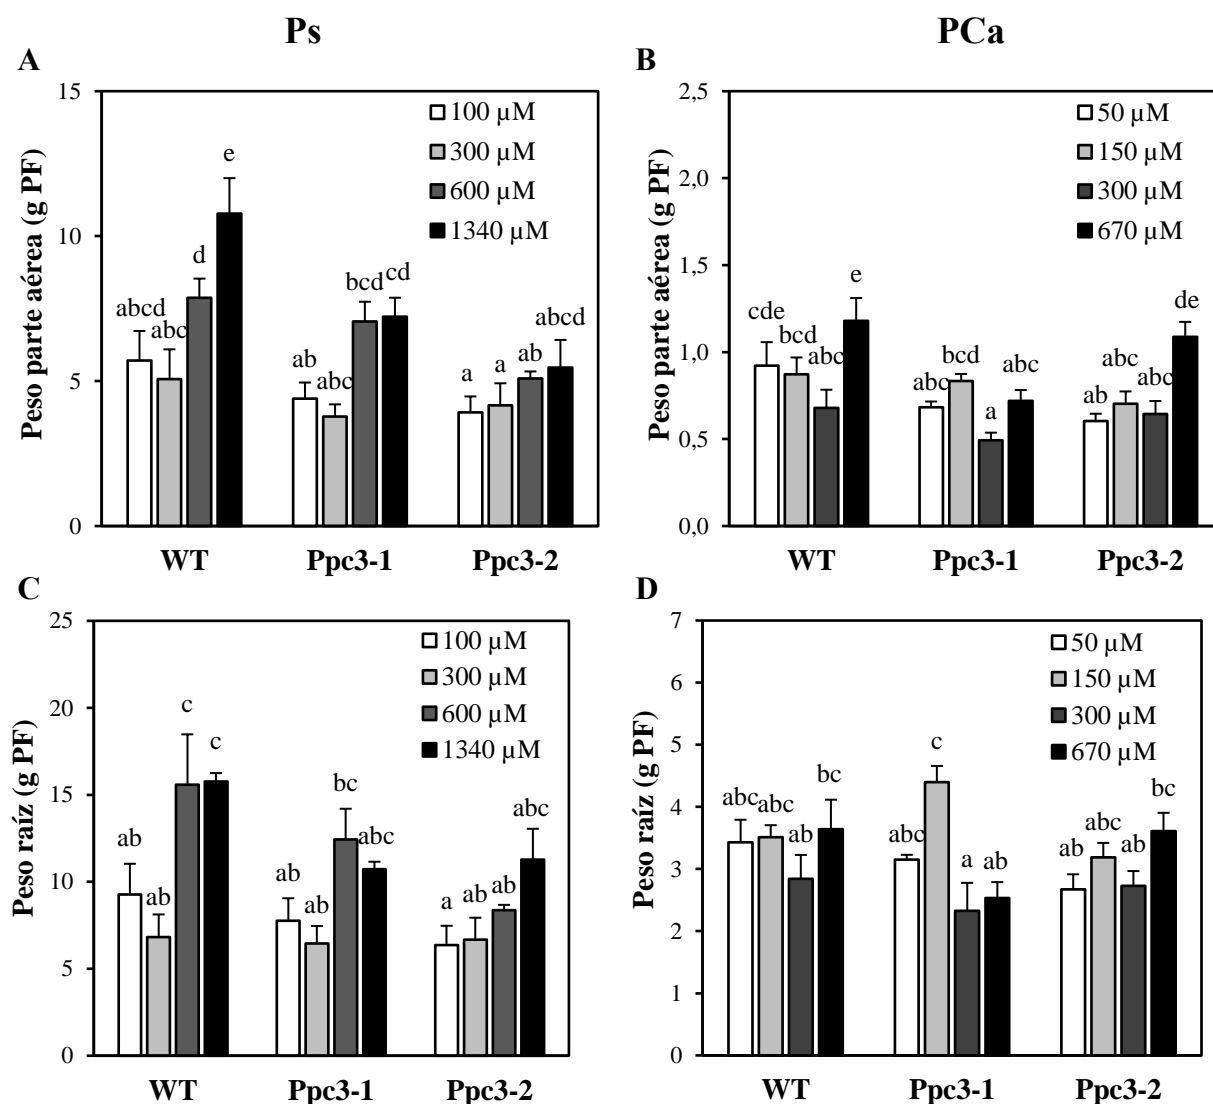 Ps
PCa
A
Peso parte aérea (g PF)
15
10
5
0
100 µM
300 µM
600 µM
1340 µM
abcd
abc
d
e
ab
abc
bcd
cd
a
a
ab
abcd
WT
Ppc3-1
Ppc3-2
B
Peso parte aérea (g PF)
2,5
2,0
1,5
1,0
0,5
0,0
50 µM
150 µM
300 µM
670 µM
cde
bcd
abc
e
abc
bcd
a
abc
ab
abc
abc
de
WT
Ppc3-1
Ppc3-2
C
Peso raíz (g PF)
25
20
15
10
5
0
100 µM
300 µM
600 µM
1340 µM
ab
ab
c
c
ab
ab
bc
abc
a
ab
ab
abc
WT
Ppc3-1
Ppc3-2
D
Peso raíz (g PF)
7
6
5
4
3
2
1
0
50 µM
150 µM
300 µM
670 µM
abc
abc
ab
bc
abc
c
a
ab
ab
abc
ab
bc
WT
Ppc3-1
Ppc3-2